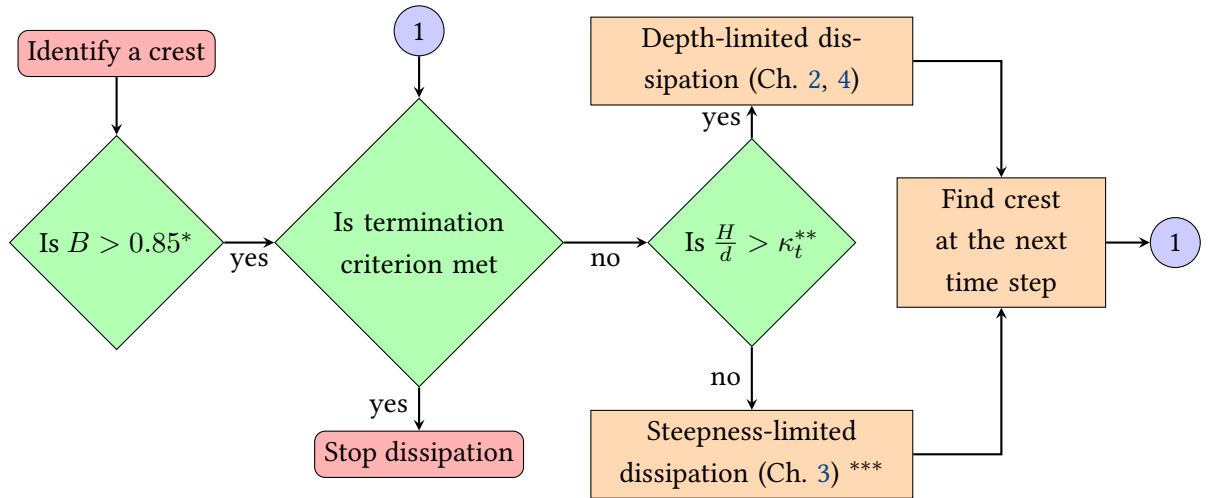 Identify a crest
Is $B > 0.85^*$
yes
1
Is termination
criterion met
yes
Stop dissipation
no
Is $\frac{H}{d} > \kappa_t^{**}$
yes
Depth-limited dis-
sipation (Ch. 2, 4)
no
Steepness-limited
dissipation (Ch. 3) ***
Find crest
at the next
time step
1